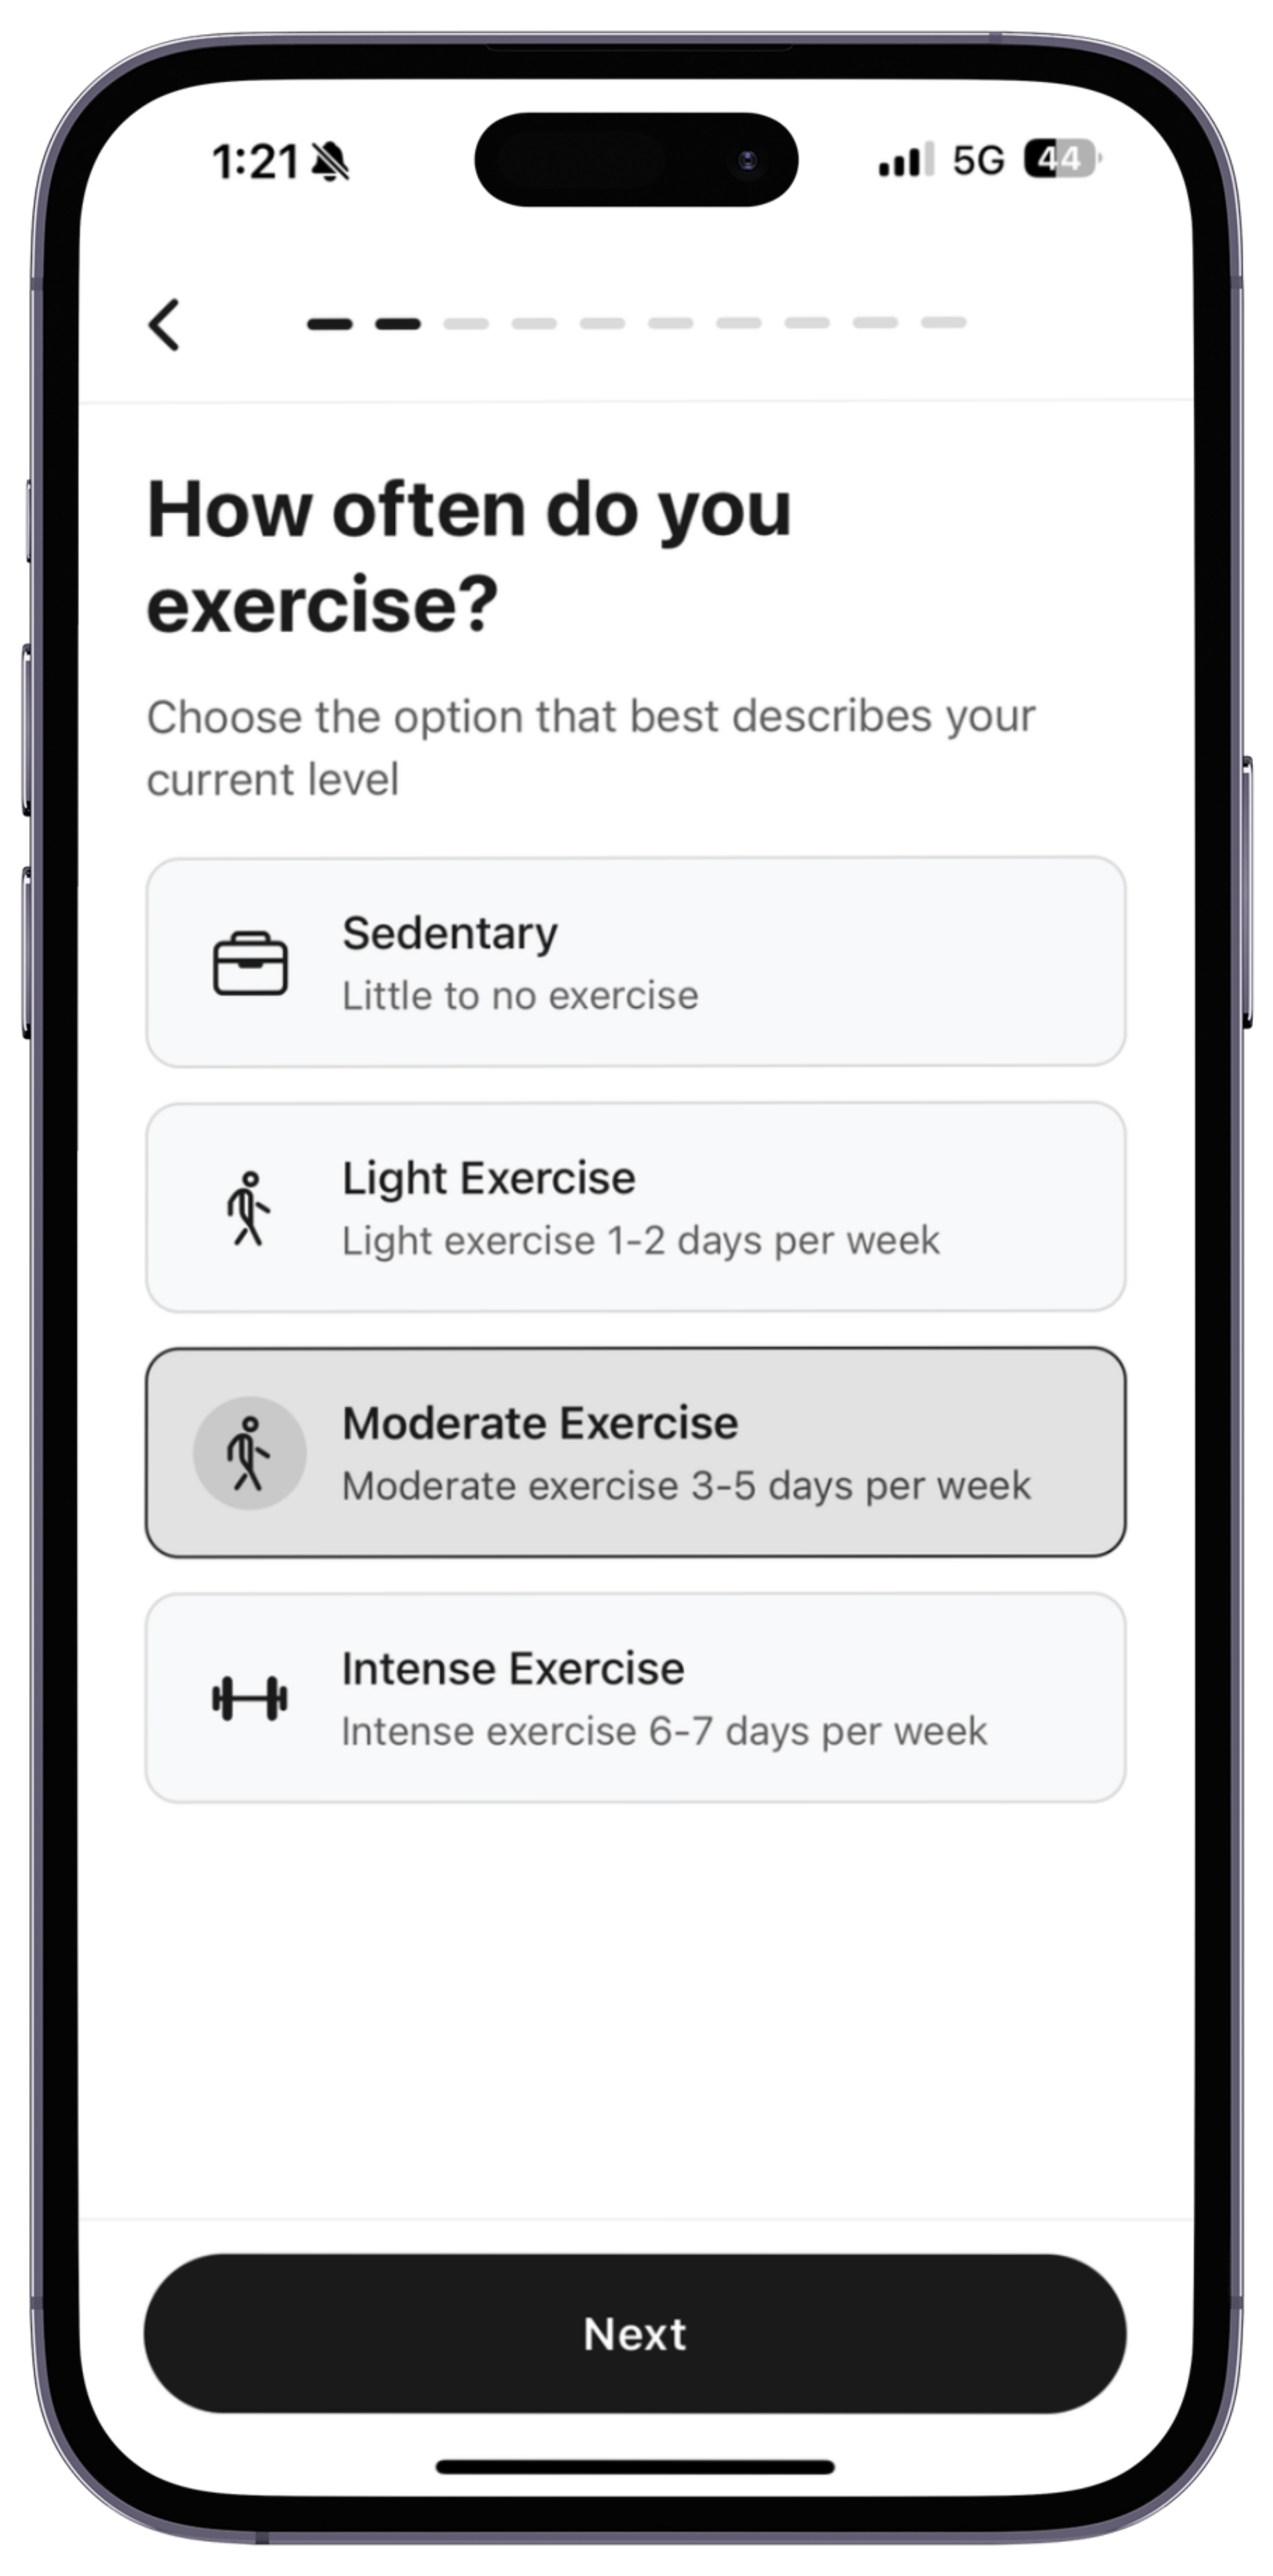 1:21
5G
44
How often do you
exercise?
Choose the option that best describes your
current level
Sedentary
Little to no exercise
Light Exercise
Light exercise 1-2 days per week
Moderate Exercise
Moderate exercise 3-5 days per week
Intense Exercise
Intense exercise 6-7 days per week
Next